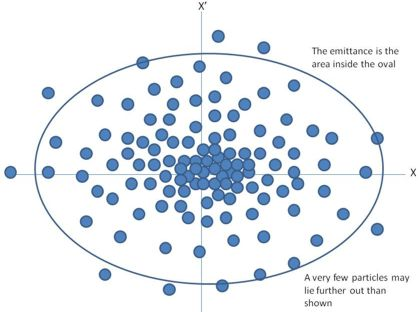 X'
The emittance is the
area inside the oval
X
A very few particles may
lie further out than
shown